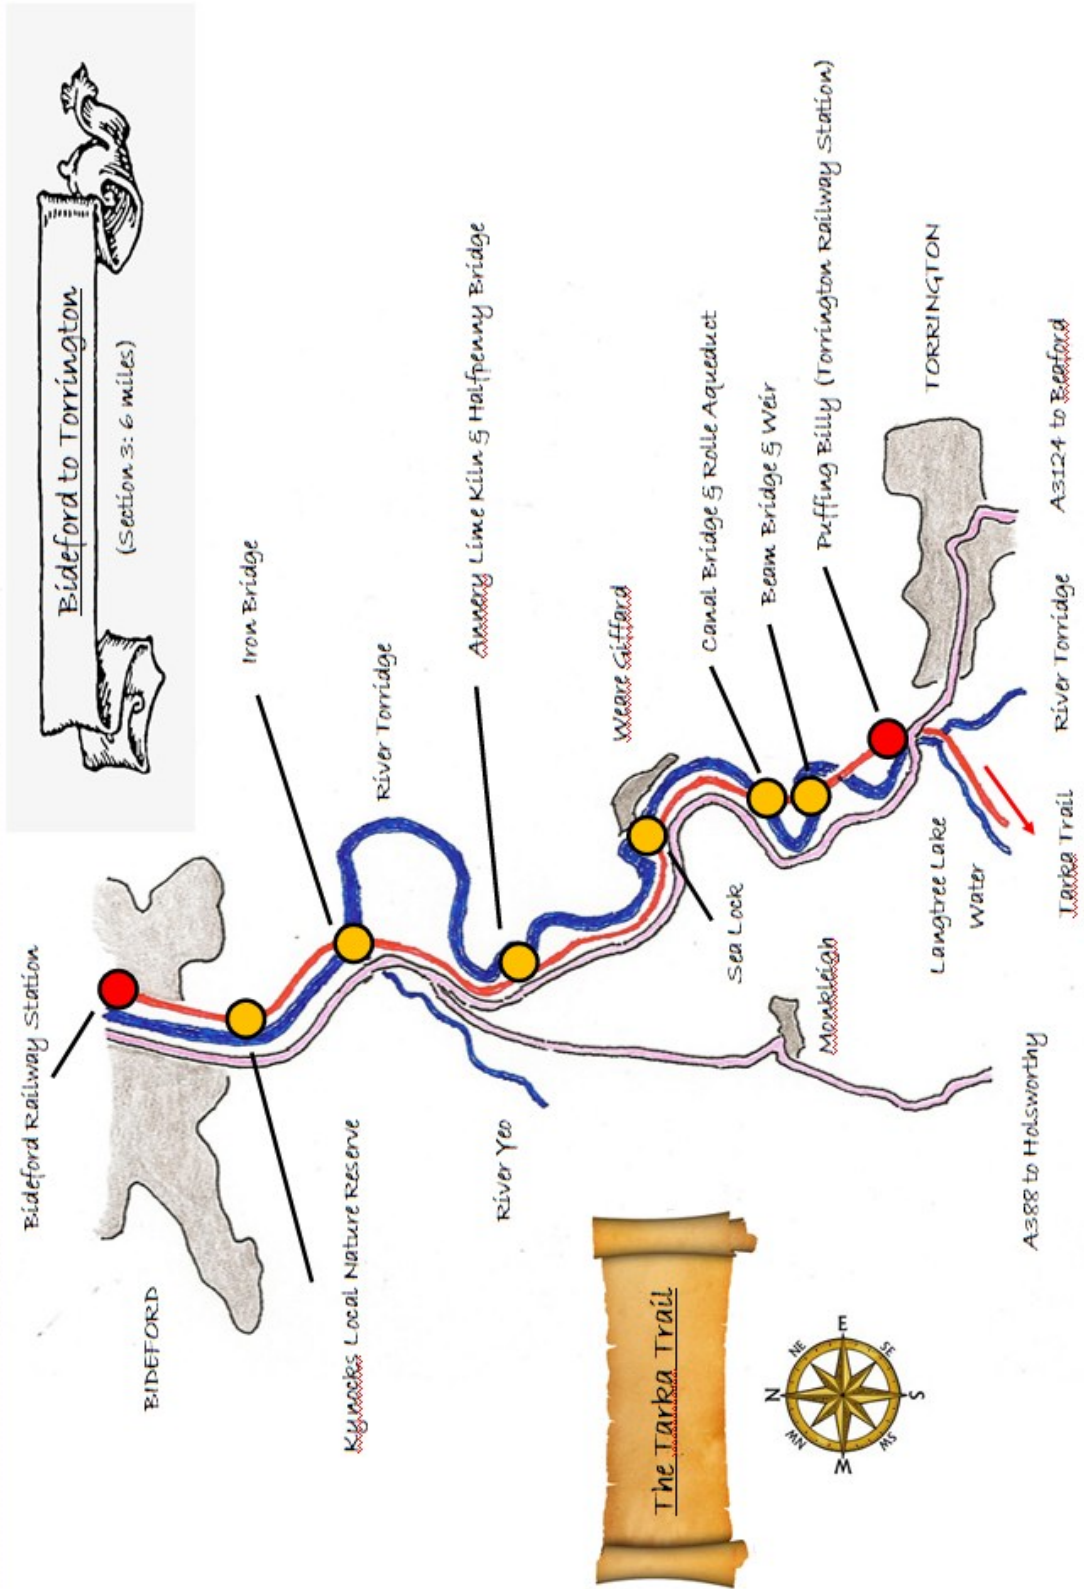 Bideford to Torrington
(Section 3: 6 miles)
Bideford Railway Station
BIDEFORD
Kynocks Local Nature Reserve
Iron Bridge
River Torridge
Annery Lime Kiln & Halfpenny Bridge
River Yeo
Weare Giffard
Sea Lock
Canal Bridge & Rolle Aqueduct
Beam Bridge & Weir
Puffing Billy (Torrington Railway Station)
Monkleigh
TORRINGTON
Langtree Lake
Water
A388 to Holsworthy
Tarka Trail
River Torridge
A3124 to Beaford
The Tarka Trail
N
NE
E
SE
S
SW
W
NW